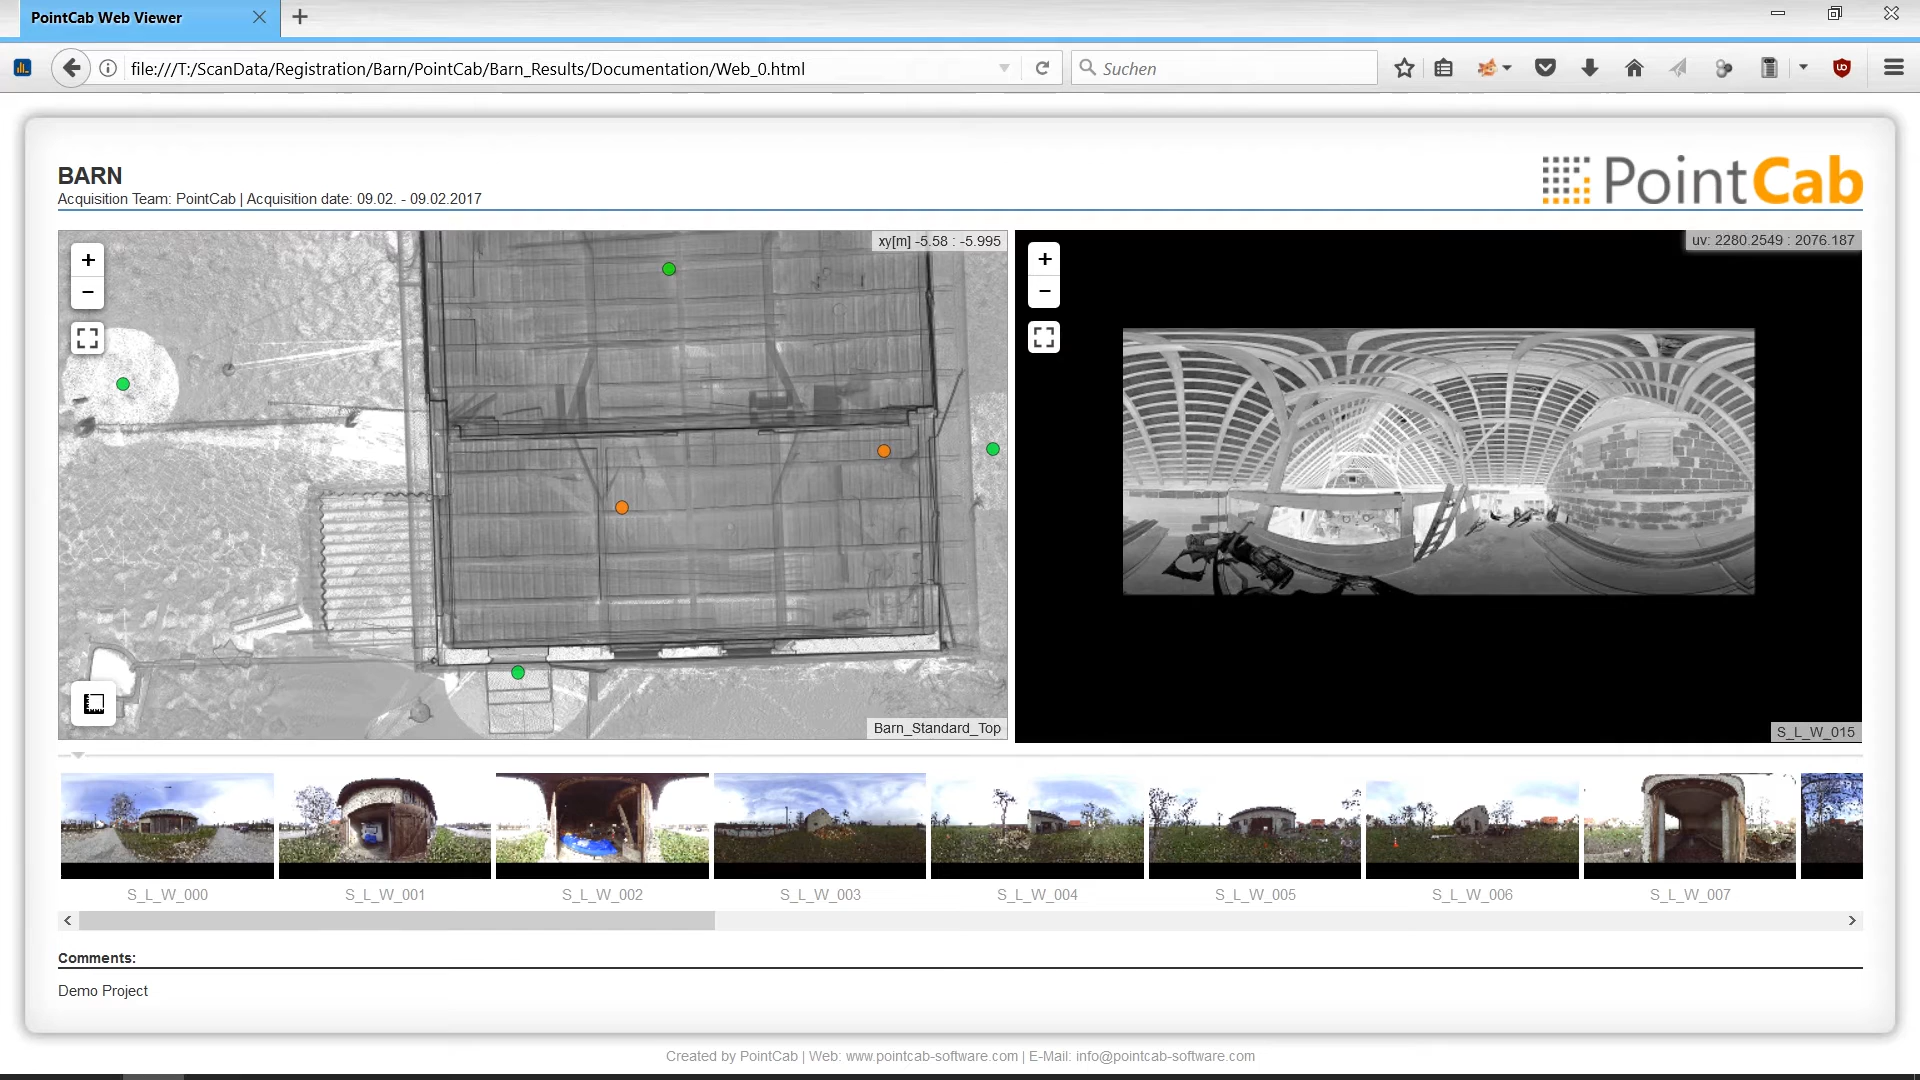 PointCab Web Viewer
file:///T:/ScanData/Registration/Barn/PointCab/Barn_Results/Documentation/Web_0.html
Suchen
BARN
Acquisition Team: PointCab | Acquisition date: 09.02. - 09.02.2017
PointCab
+
−
xy[m] -5.58 : -5.995
Barn_Standard_Top
+
−
uv: 2280.2549 : 2076.187
S_L_W_015
S_L_W_000
S_L_W_001
S_L_W_002
S_L_W_003
S_L_W_004
S_L_W_005
S_L_W_006
S_L_W_007
Comments:
Demo Project
Created by PointCab | Web: www.pointcab-software.com | E-Mail: info@pointcab-software.com